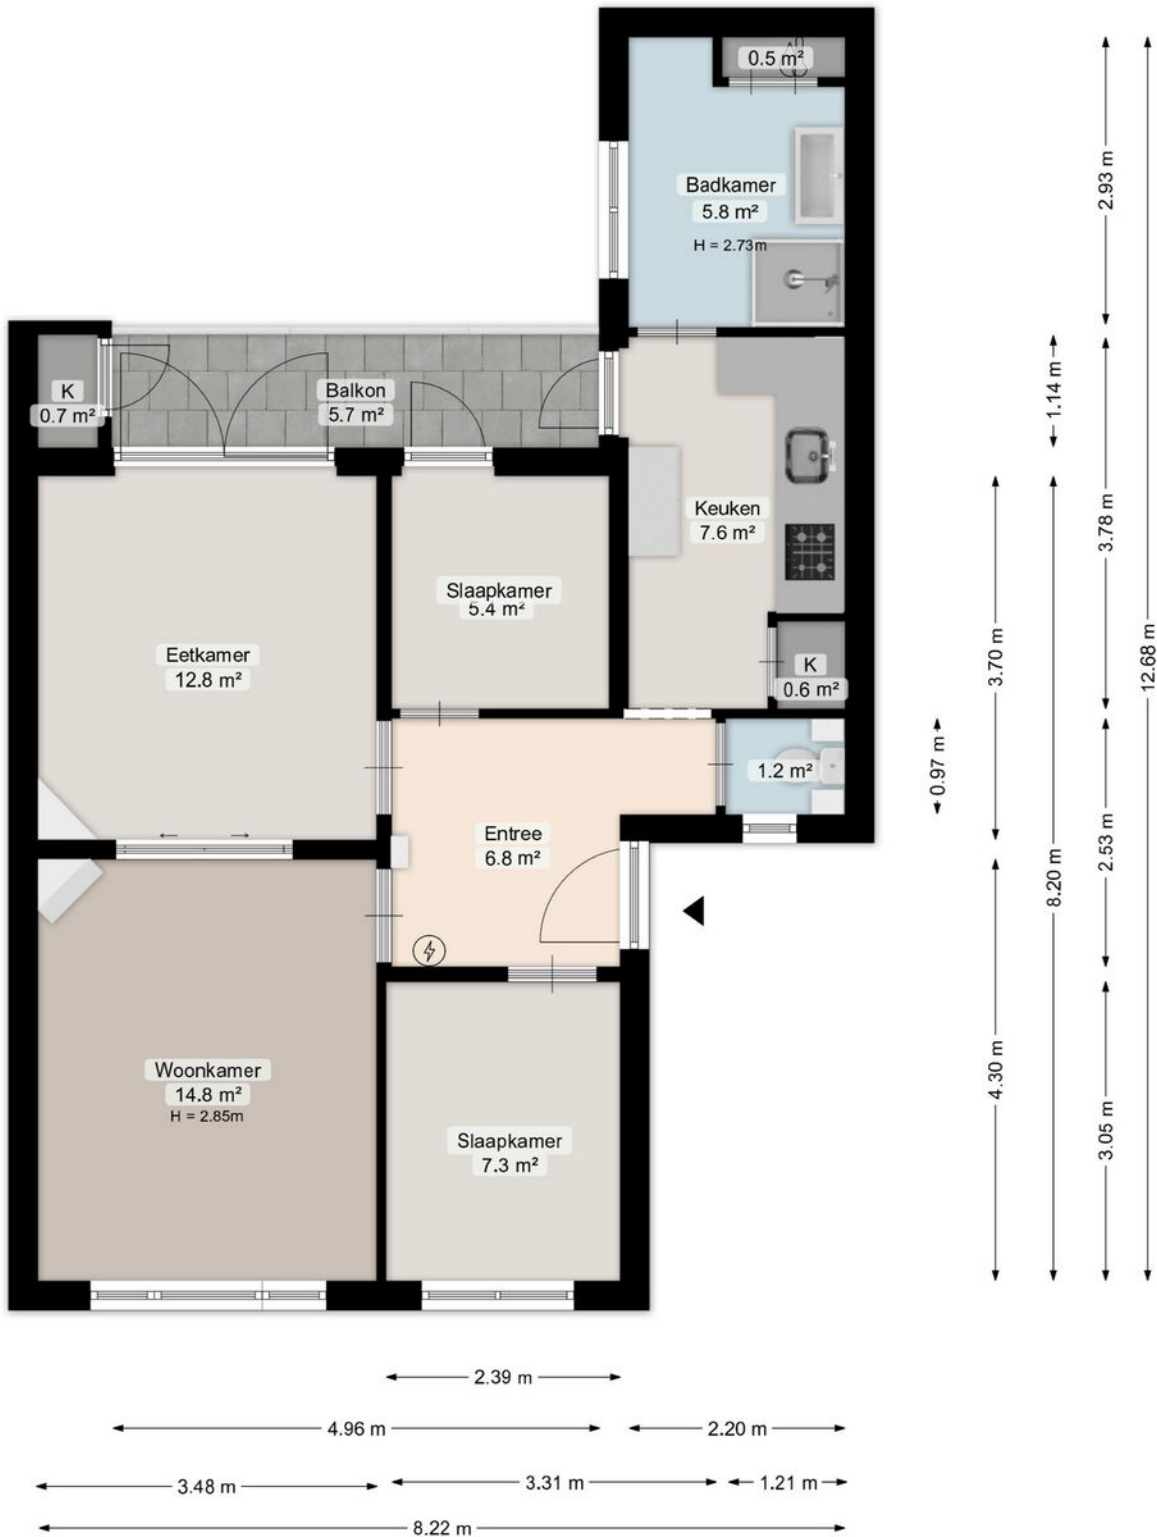 0.5 m²
Badkamer
5.8 m²
H = 2.73m
2.93 m
K
0.7 m²
Balkon
5.7 m²
1.14 m
Keuken
7.6 m²
3.78 m
Slaapkamer
5.4 m²
Eetkamer
12.8 m²
K
0.6 m²
3.70 m
12.68 m
1.2 m²
0.97 m
Entree
6.8 m²
2.53 m
8.20 m
Woonkamer
14.8 m²
H = 2.85m
Slaapkamer
7.3 m²
4.30 m
3.05 m
2.39 m
4.96 m
2.20 m
3.48 m
3.31 m
1.21 m
8.22 m